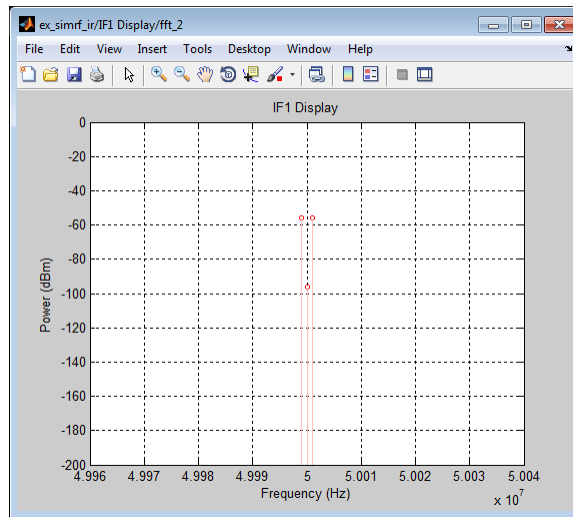 ex_simrf_ir/IF1 Display/fft_2
File Edit View Insert Tools Desktop Window Help
IF1 Display
0
-20
-40
-60
-80
-100
-120
-140
-160
-180
-200
Power (dBm)
4.996 4.997 4.998 4.999 5 5.001 5.002 5.003 5.004
Frequency (Hz)
x 10^7